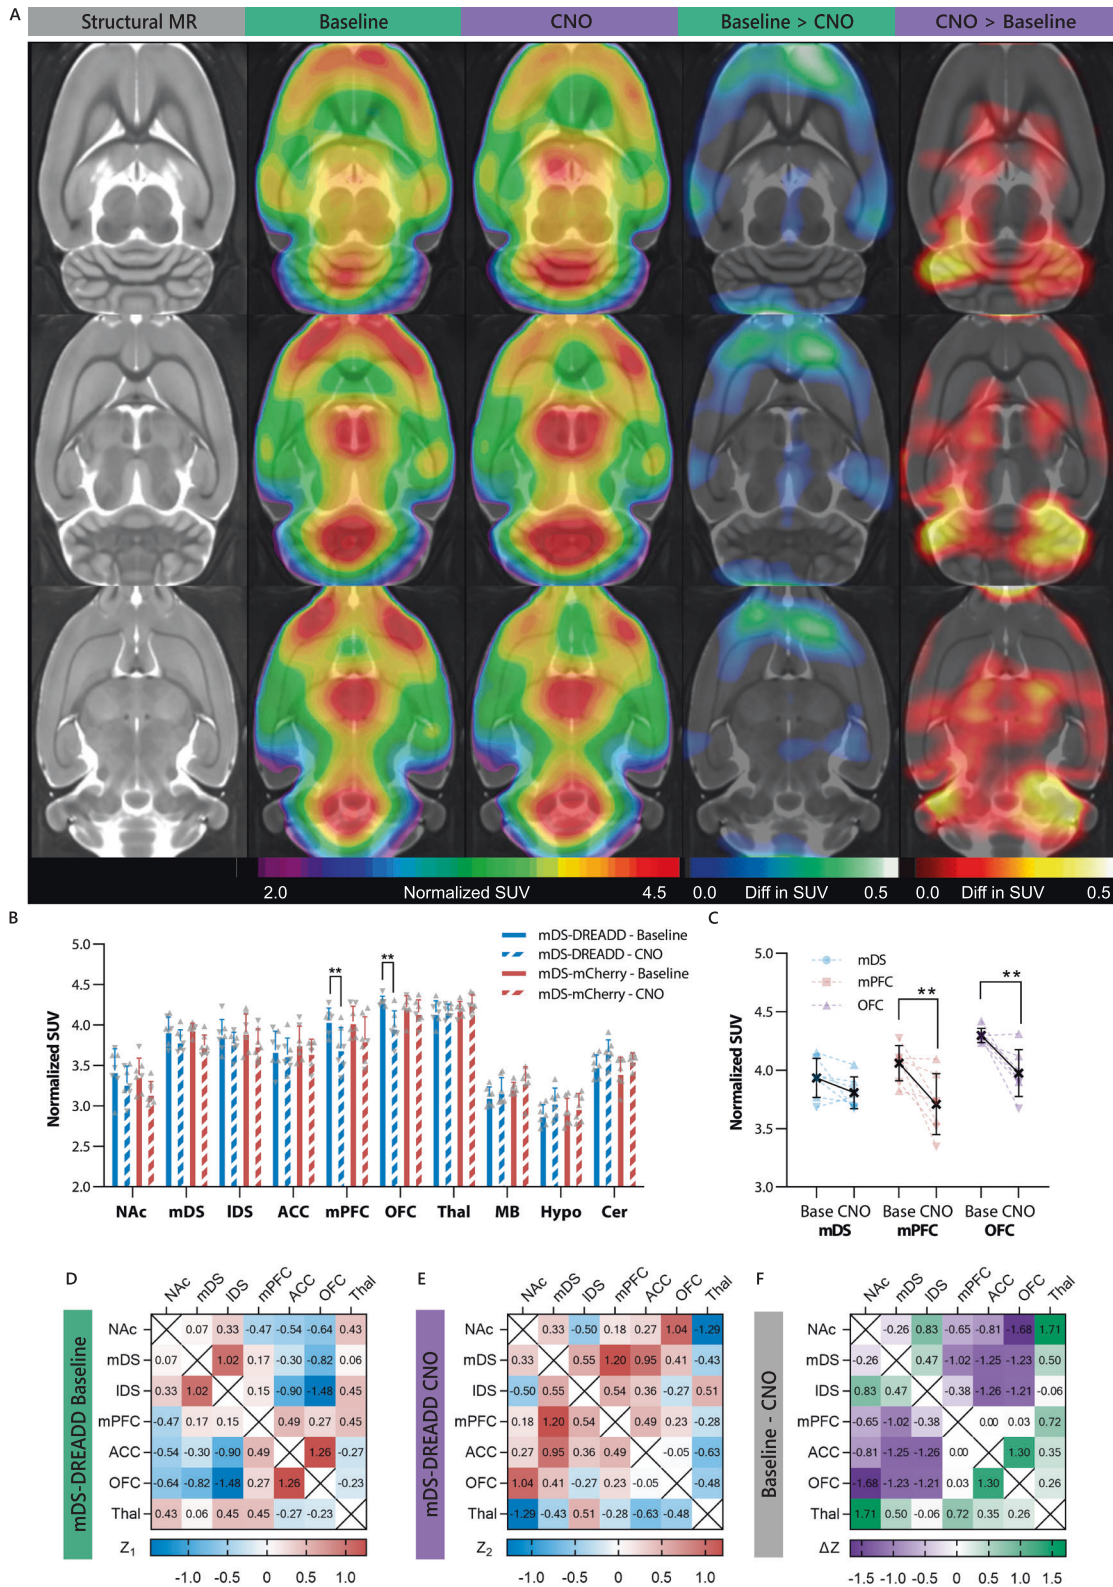 A
Structural MR Baseline CNO Baseline > CNO CNO > Baseline
2.0 Normalized SUV 4.5 0.0 Diff in SUV 0.5 0.0 Diff in SUV 0.5
B
mDS-DREADD - Baseline
mDS-DREADD - CNO
mDS-mCherry - Baseline
mDS-mCherry - CNO
Normalized SUV
5.0
4.5
4.0
3.5
3.0
2.5
2.0
** **
NAc mDS lDS ACC mPFC OFC Thal MB Hypo Cer
C
mDS
mPFC
OFC
Normalized SUV
5.0
4.5
4.0
3.5
3.0
** **
Base CNO Base CNO Base CNO
mDS mPFC OFC
D
mDS-DREADD Baseline
NAc mDS lDS mPFC ACC OFC Thal
NAc 0.07 0.33 -0.47 -0.54 -0.64 0.43
mDS 0.07 1.02 0.17 -0.30 -0.82 0.06
lDS 0.33 1.02 0.15 -0.90 -1.48 0.45
mPFC -0.47 0.17 0.15 0.49 0.27 0.45
ACC -0.54 -0.30 -0.90 0.49 1.26 -0.27
OFC -0.64 -0.82 -1.48 0.27 1.26 -0.23
Thal 0.43 0.06 0.45 0.45 -0.27 -0.23
Z1
-1.0 -0.5 0 0.5 1.0
E
mDS-DREADD CNO
NAc mDS lDS mPFC ACC OFC Thal
NAc 0.33 -0.50 0.18 0.27 1.04 -1.29
mDS 0.33 0.55 1.20 0.95 0.41 -0.43
lDS -0.50 0.55 0.54 0.36 -0.27 0.51
mPFC 0.18 1.20 0.54 0.49 0.23 -0.28
ACC 0.27 0.95 0.36 0.49 -0.05 -0.63
OFC 1.04 0.41 -0.27 0.23 -0.05 -0.48
Thal -1.29 -0.43 0.51 -0.28 -0.63 -0.48
Z2
-1.0 -0.5 0 0.5 1.0
F
Baseline - CNO
NAc mDS lDS mPFC ACC OFC Thal
NAc -0.26 0.83 -0.65 -0.81 -1.68 1.71
mDS -0.26 0.47 -1.02 -1.25 -1.23 0.50
lDS 0.83 0.47 -0.38 -1.26 -1.21 -0.06
mPFC -0.65 -1.02 -0.38 0.00 0.03 0.72
ACC -0.81 -1.25 -1.26 0.00 1.30 0.35
OFC -1.68 -1.23 -1.21 0.03 1.30 0.26
Thal 1.71 0.50 -0.06 0.72 0.35 0.26
ΔZ
-1.5 -1.0 -0.5 0 0.5 1.0 1.5